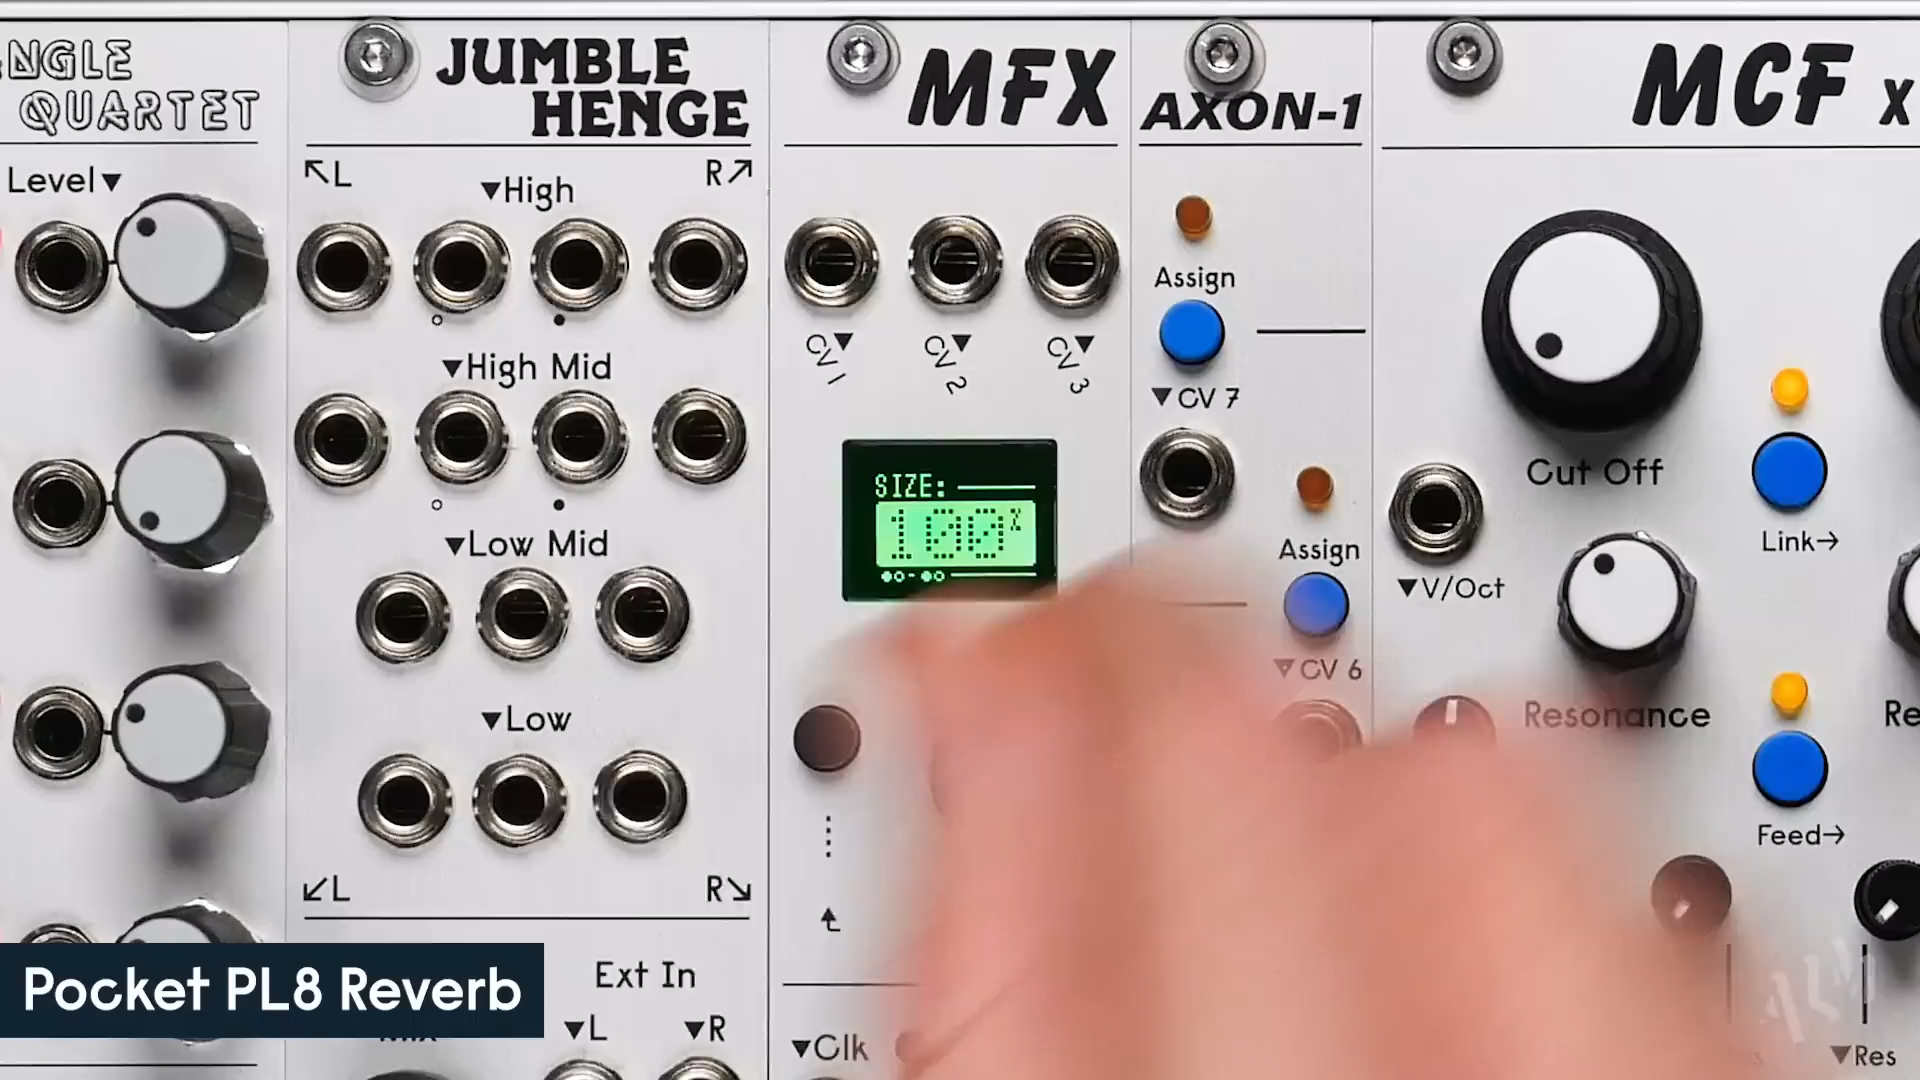 QUARTET
Level▼
JUMBLE
HENGE
↖L
R↗
▼High
▼High Mid
▼Low Mid
▼Low
↙L
R↘
Ext In
▼L
▼R
MFX
CV 1
CV 2
CV 3
SIZE:
100%
▼Clk
AXON-1
Assign
▼CV 7
Assign
▼CV 6
MCF x
Cut Off
▼V/Oct
Link→
Resonance
Re
Feed→
▼Res
Pocket PL8 Reverb